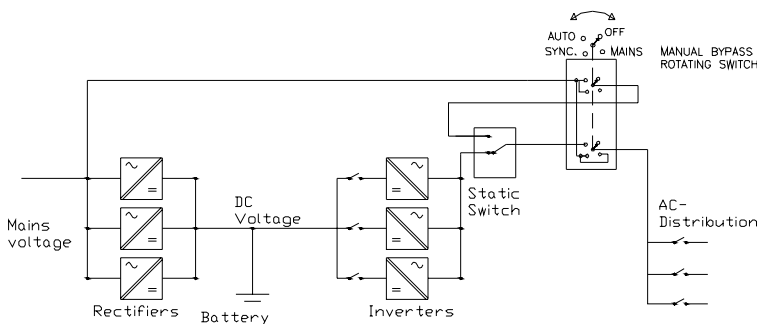 AUTO OFF
SYNC. MAINS
MANUAL BYPASS
ROTATING SWITCH
Static
Switch
Mains
voltage
DC
Voltage
AC-
Distribution
Rectifiers
Battery
Inverters